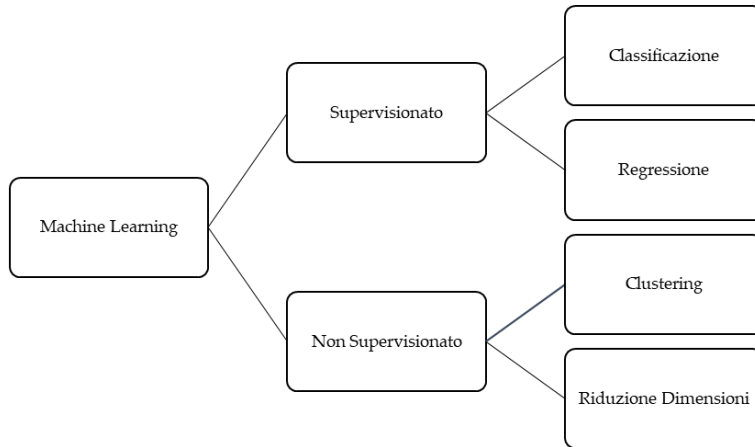 Machine Learning
Supervisionato
Non Supervisionato
Classificazione
Regressione
Clustering
Riduzione Dimensioni